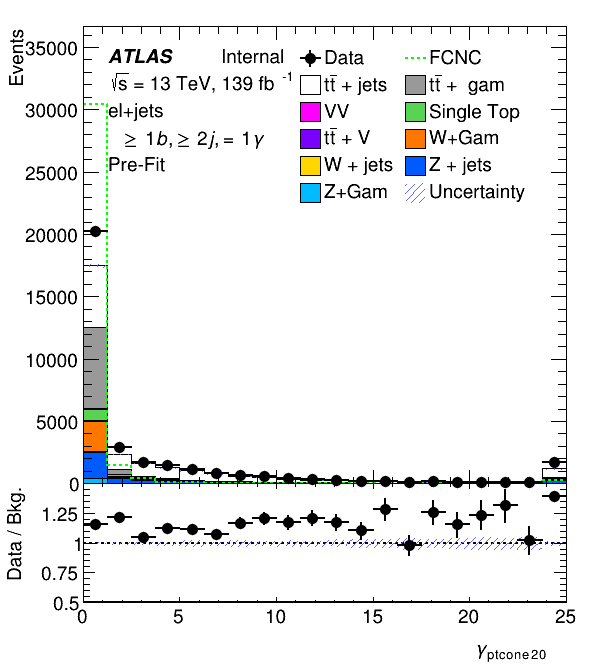 Events
35000
30000
25000
20000
15000
10000
5000
0
ATLAS Internal
√s = 13 TeV, 139 fb⁻¹
el+jets
≥ 1b, ≥ 2j, = 1γ
Pre-Fit
Data
FCNC
tt̄ + jets
tt̄ + gam
VV
Single Top
tt̄ + V
W+Gam
W + jets
Z + jets
Z+Gam
Uncertainty
Data / Bkg.
1.25
1
0.75
0.5
0 5 10 15 20 25
γptcone20